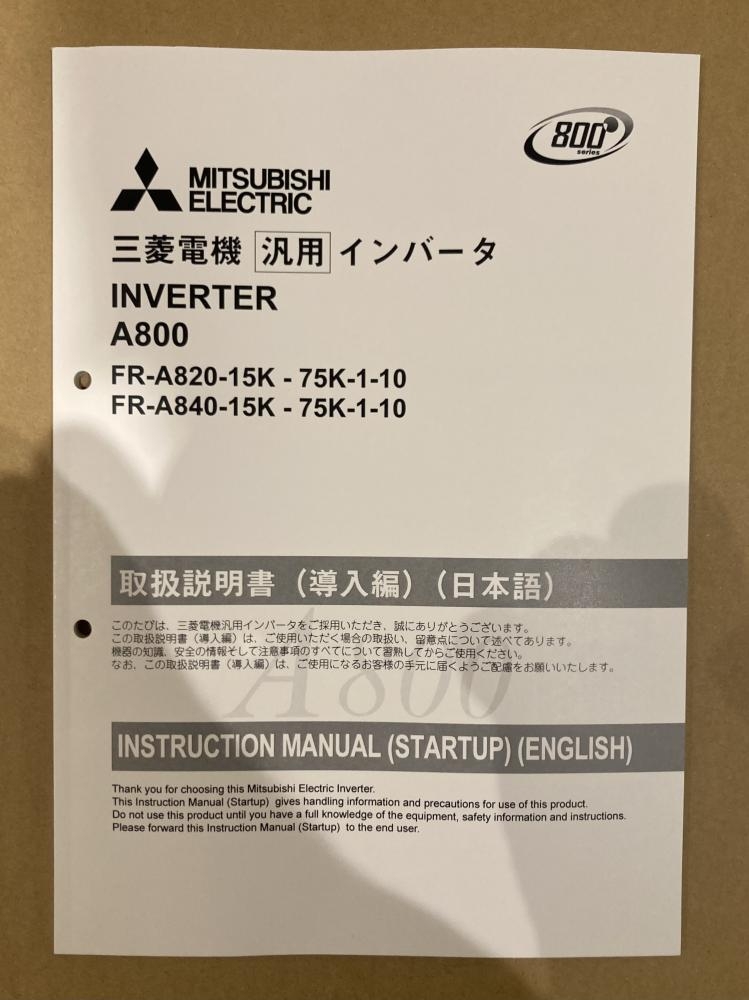 800
series
MITSUBISHI
ELECTRIC
三菱電機 汎用 インバータ
INVERTER
A800
FR-A820-15K - 75K-1-10
FR-A840-15K - 75K-1-10
取扱説明書（導入編）（日本語）
このたびは、三菱電機汎用インバータをご採用いただき、誠にありがとうございます。
この取扱説明書（導入編）は、ご使用いただく場合の取扱い、留意点について述べてあります。
機器の知識、安全の情報そして注意事項のすべてについて習熟してからご使用ください。
なお、この取扱説明書（導入編）は、ご使用になるお客様の手元に届くようご配慮をお願いいたします。
A800
INSTRUCTION MANUAL (STARTUP) (ENGLISH)
Thank you for choosing this Mitsubishi Electric Inverter.
This Instruction Manual (Startup) gives handling information and precautions for use of this product.
Do not use this product until you have a full knowledge of the equipment, safety information and instructions.
Please forward this Instruction Manual (Startup) to the end user.